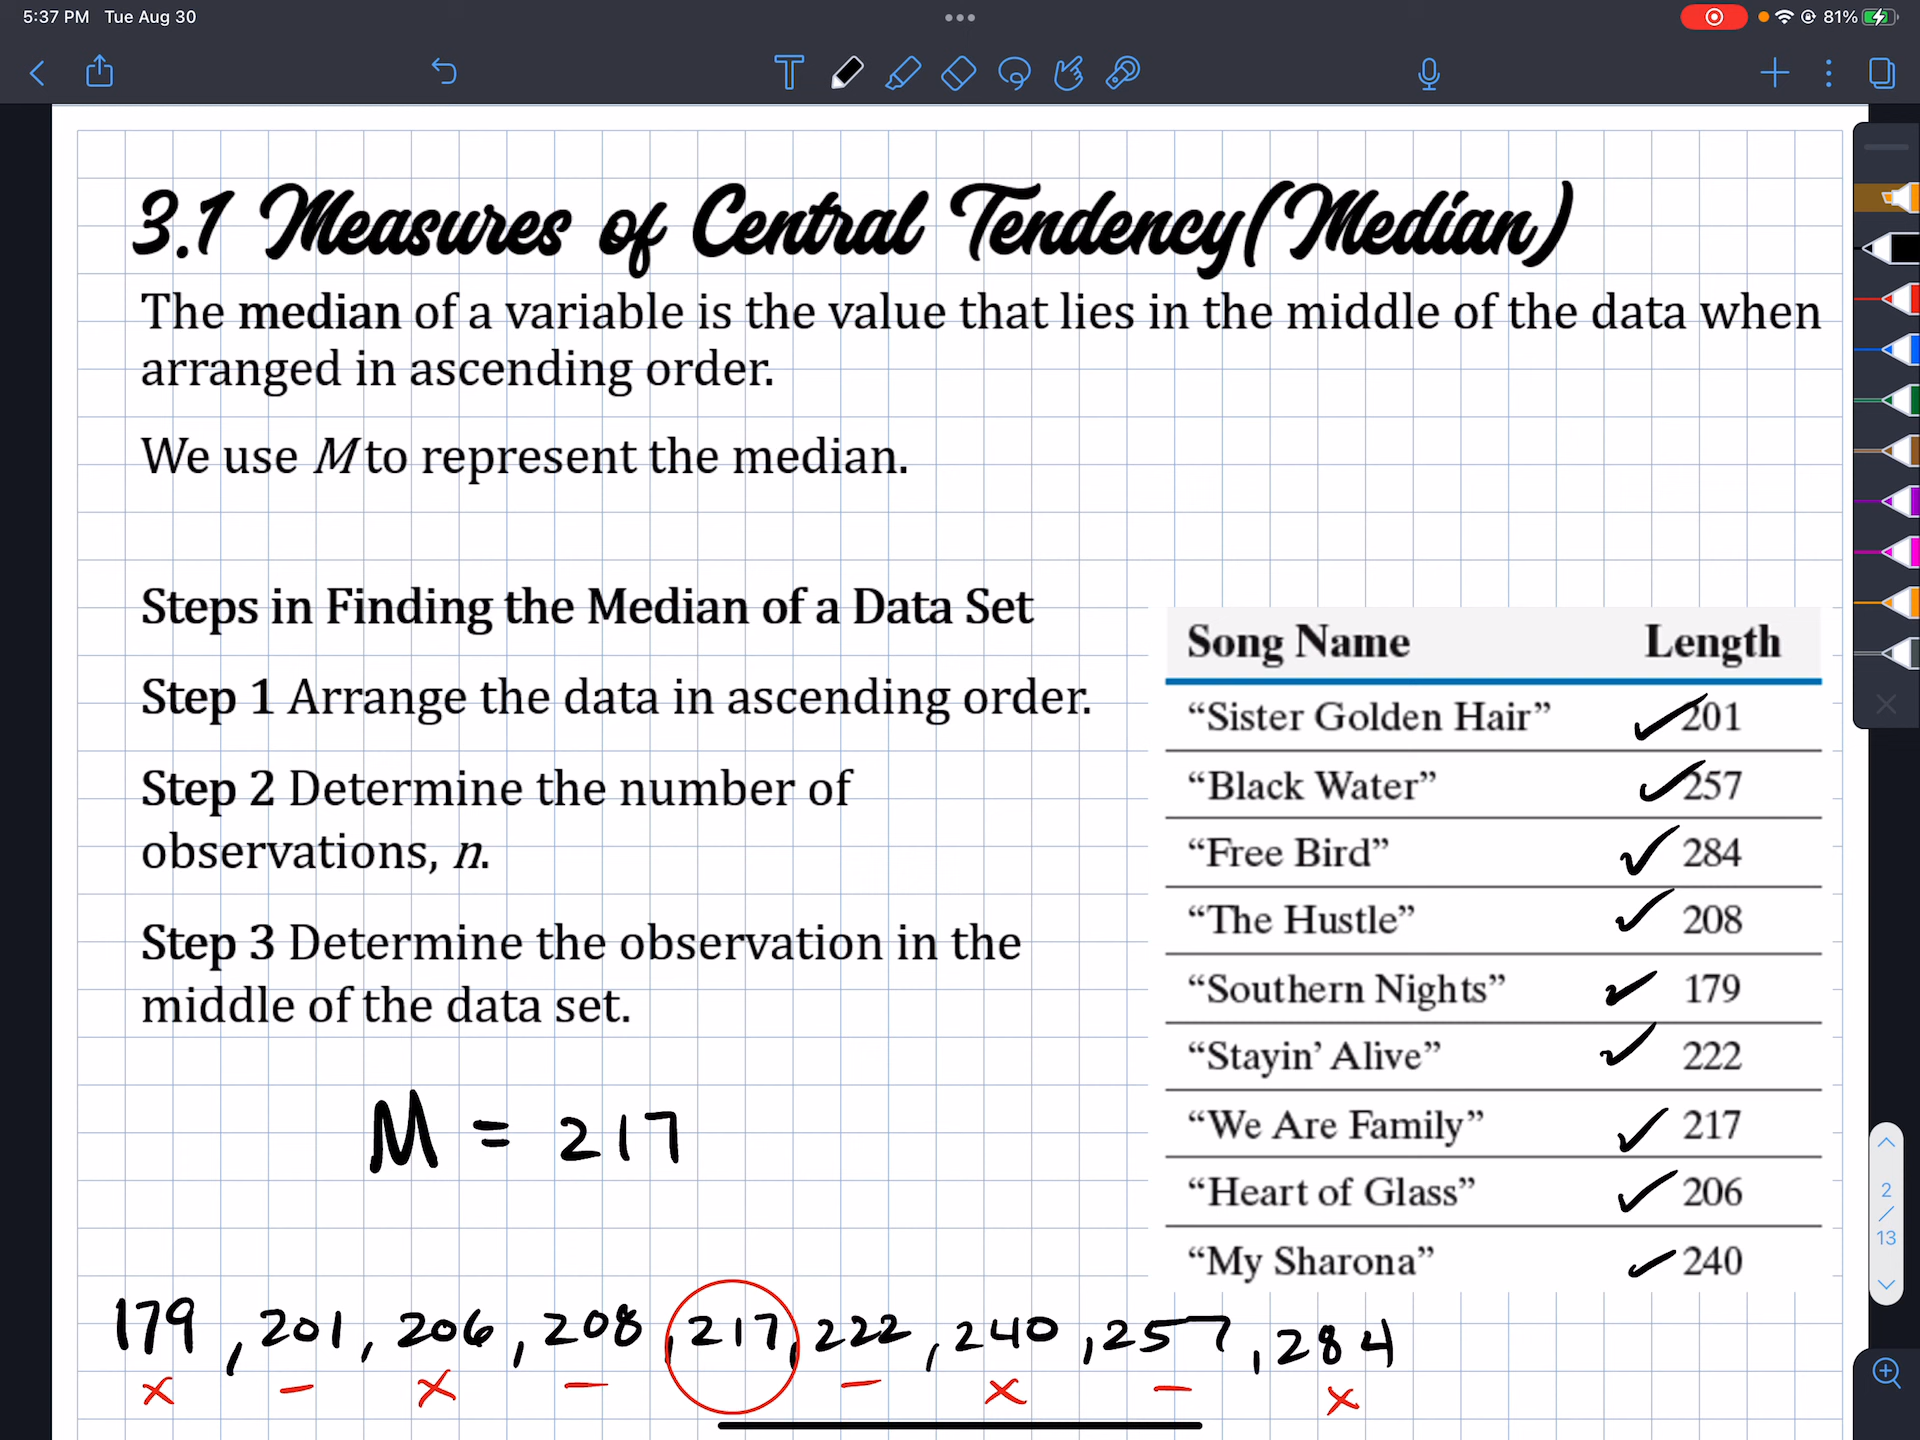 5:37 PM Tue Aug 30
81%
3.1 Measures of Central Tendency(Median)
The median of a variable is the value that lies in the middle of the data when
arranged in ascending order.
We use M to represent the median.
Steps in Finding the Median of a Data Set
Step 1 Arrange the data in ascending order.
Step 2 Determine the number of
observations, n.
Step 3 Determine the observation in the
middle of the data set.
M = 217
Song Name Length
“Sister Golden Hair” 201
“Black Water” 257
“Free Bird” 284
“The Hustle” 208
“Southern Nights” 179
“Stayin’ Alive” 222
“We Are Family” 217
“Heart of Glass” 206
“My Sharona” 240
179, 201, 206, 208, 217, 222, 240, 257, 284
2
/
13